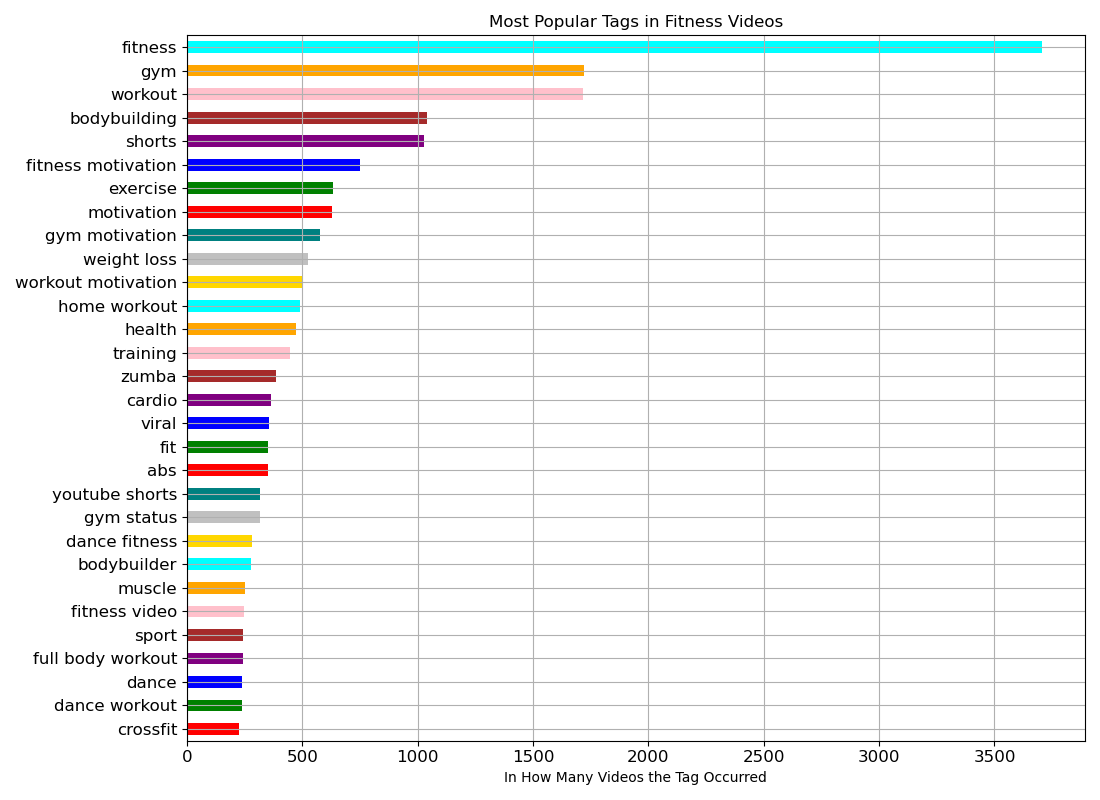 Most Popular Tags in Fitness Videos
fitness
gym
workout
bodybuilding
shorts
fitness motivation
exercise
motivation
gym motivation
weight loss
workout motivation
home workout
health
training
zumba
cardio
viral
fit
abs
youtube shorts
gym status
dance fitness
bodybuilder
muscle
fitness video
sport
full body workout
dance
dance workout
crossfit
0 500 1000 1500 2000 2500 3000 3500
In How Many Videos the Tag Occurred